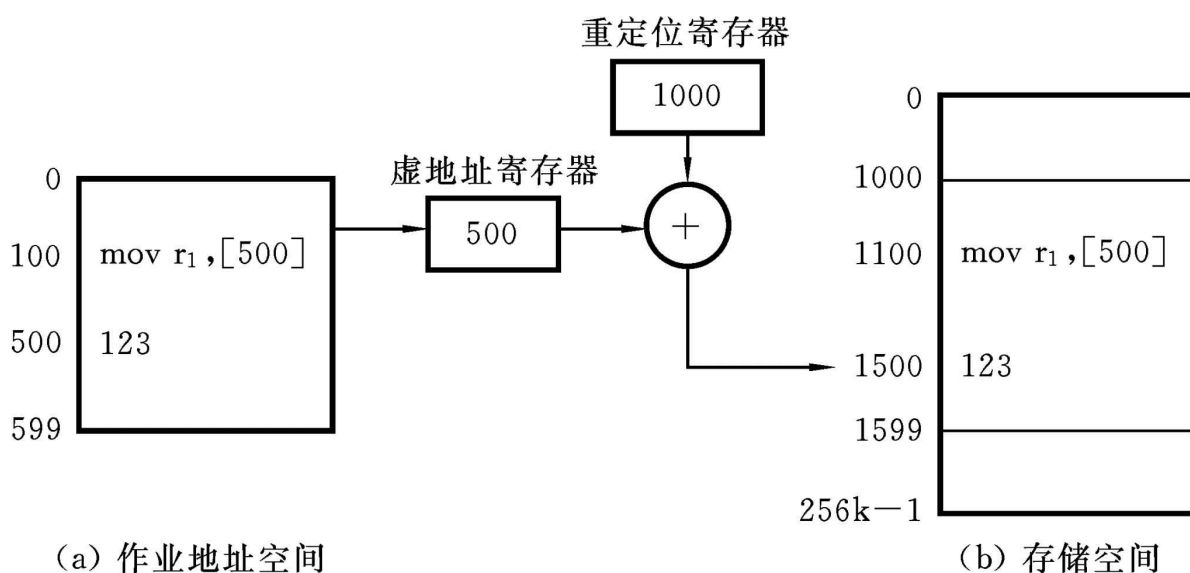 重定位寄存器
1000
虚地址寄存器
500
+
0
100 mov r₁,[500]
500 123
599
0
1000
1100 mov r₁,[500]
1500 123
1599
256k-1
(a) 作业地址空间
(b) 存储空间